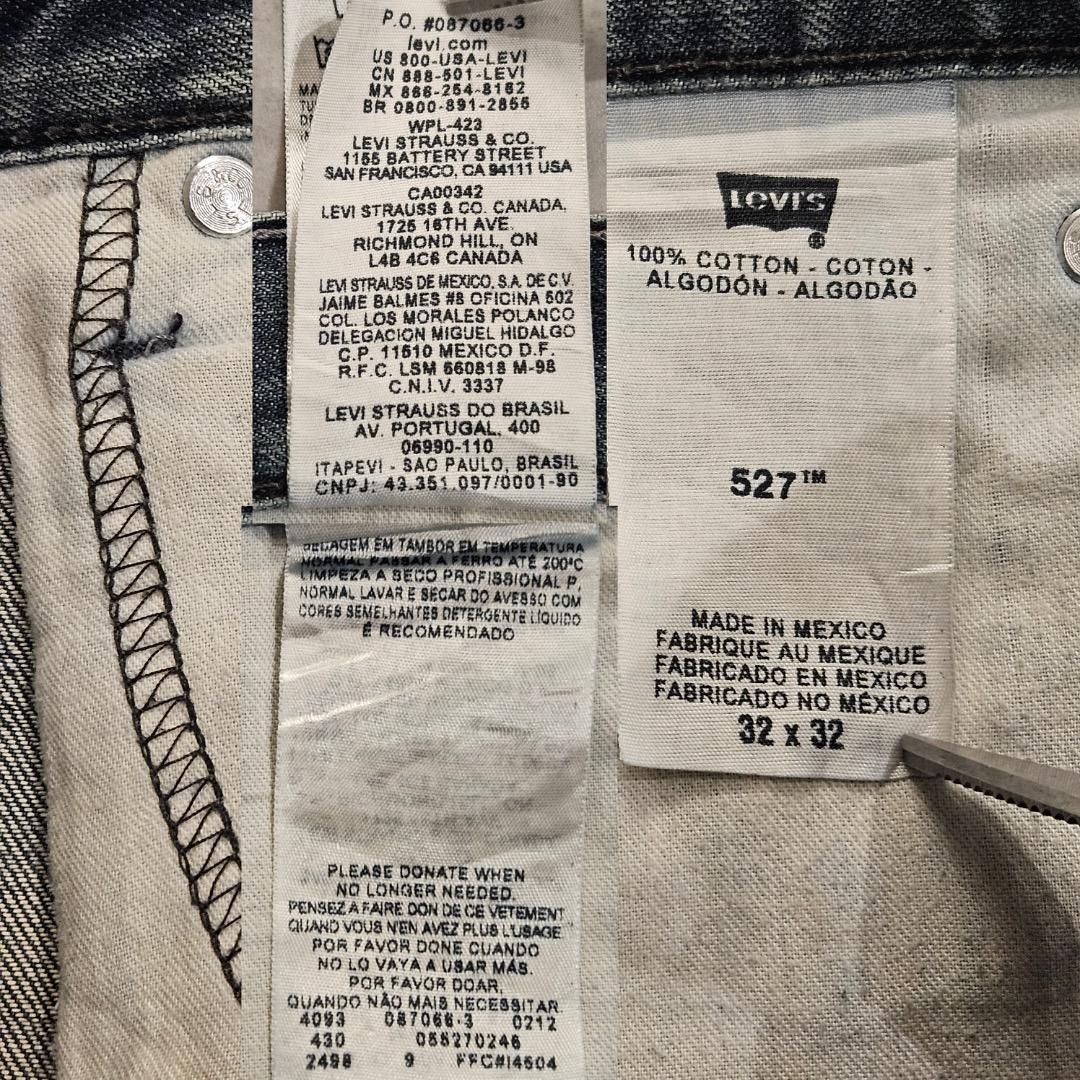 P.O. #087066-3
levi.com
US 800-USA-LEVI
CN 888-501-LEVI
MX 866-254-8162
BR 0800-891-2855
WPL-423
LEVI STRAUSS & CO.
1155 BATTERY STREET
SAN FRANCISCO, CA 94111 USA
CA00342
LEVI STRAUSS & CO. CANADA,
1725 16TH AVE.
RICHMOND HILL, ON
L4B 4C6 CANADA
LEVI STRAUSS DE MEXICO, S.A. DE C.V.
JAIME BALMES #8 OFICINA 502
COL. LOS MORALES POLANCO
DELEGACION MIGUEL HIDALGO
C.P. 11510 MEXICO D.F.
R.F.C. LSM 660818 M-98
C.N.I.V. 3337
LEVI STRAUSS DO BRASIL
AV. PORTUGAL, 400
06990-110
ITAPEVI - SAO PAULO, BRASIL
CNPJ: 43.351.097/0001-90
EM TAMBOR EM TEMPERATURA
NORMAL PASSAR A FERRO ATÉ 200°C
LIMPEZA A SECO PROFISSIONAL P,
NORMAL LAVAR E SECAR DO AVESSO COM
CORES SEMELHANTES DETERGENTE LÍQUIDO
É RECOMENDADO
PLEASE DONATE WHEN
NO LONGER NEEDED.
PENSEZ A FAIRE DON DE CE VETEMENT
QUAND VOUS N'EN AVEZ PLUS L'USAGE
POR FAVOR DONE CUANDO
NO LO VAYA A USAR MÁS.
POR FAVOR DOAR,
QUANDO NÃO MAIS NECESSITAR.
4093 087066-3 0212
430 055270246
2498 9 FFC#14504
LEVI'S®
100% COTTON - COTON -
ALGODÓN - ALGODÃO
527™
MADE IN MEXICO
FABRIQUE AU MEXIQUE
FABRICADO EN MEXICO
FABRICADO NO MÉXICO
32 x 32